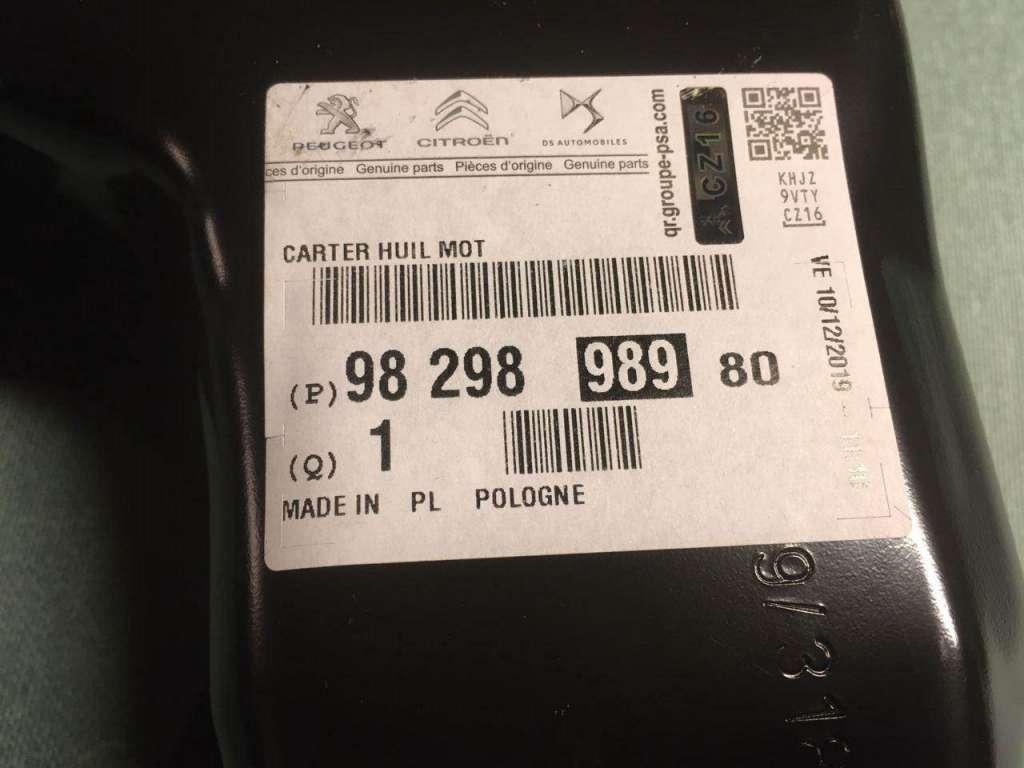 PEUGEOT CITROËN DS AUTOMOBILES
ces d'origine Genuine parts Pièces d'origine Genuine parts
qr.groupe-psa.com
CZ16
KHJZ
9VTY
CZ16
CARTER HUIL MOT
VE 10/12/2019
(P) 98 298 989 80
(Q) 1
MADE IN PL POLOGNE